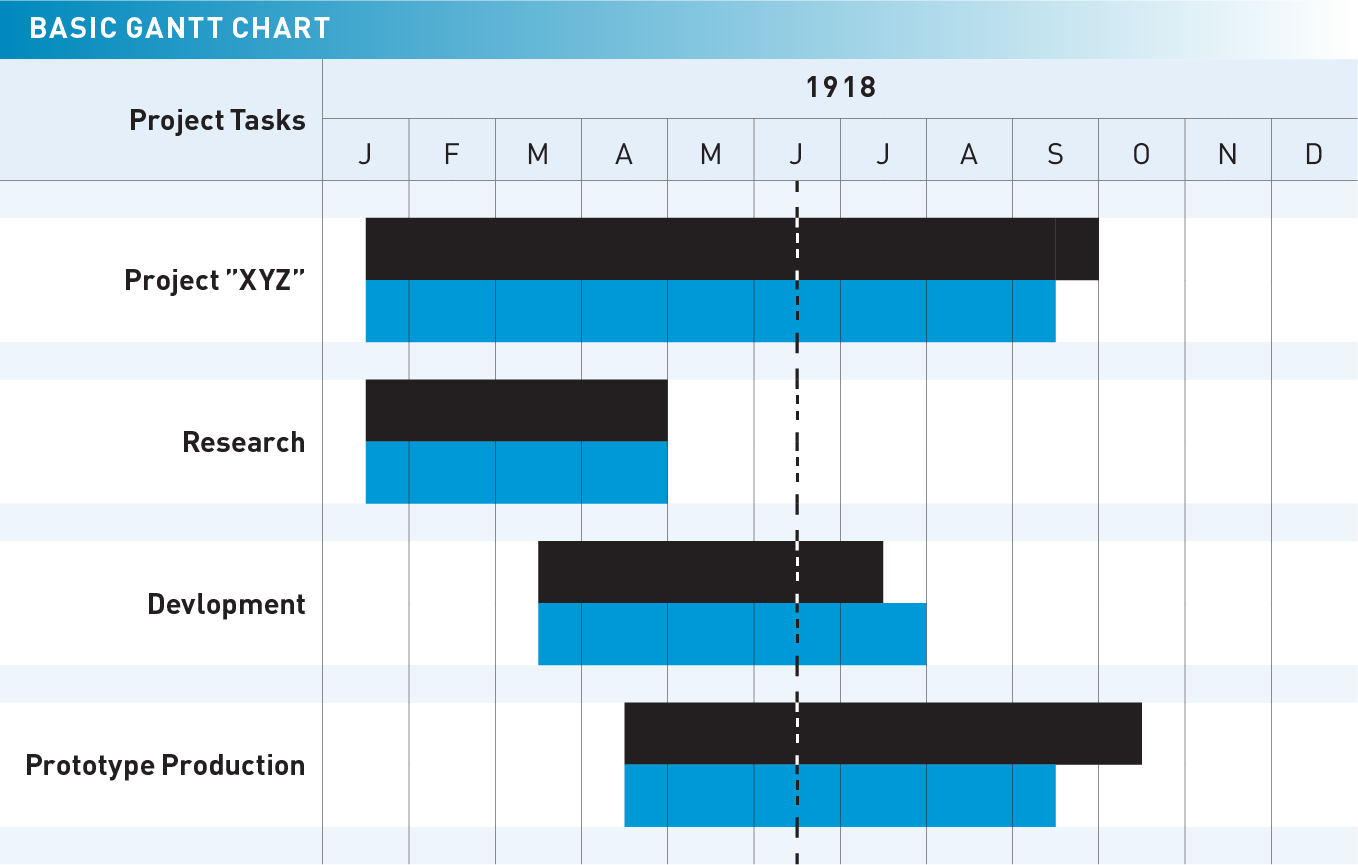 BASIC GANTT CHART
1918
Project Tasks
J F M A M J J A S O N D
Project ”XYZ”
Research
Devlopment
Prototype Production